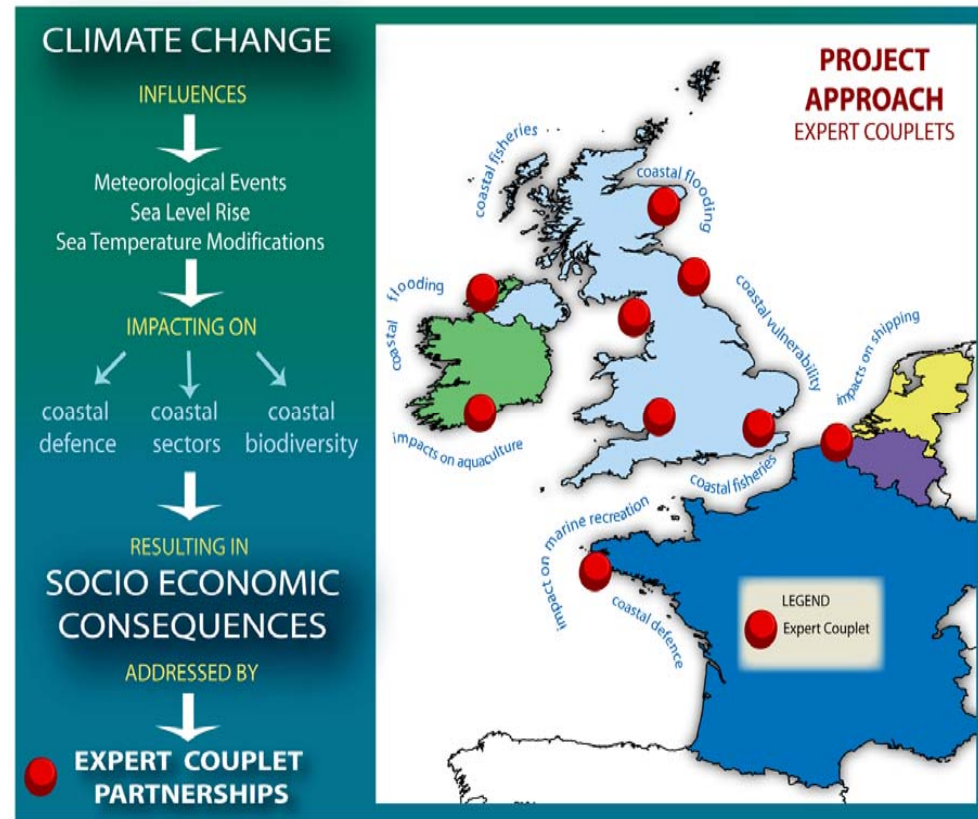 CLIMATE CHANGE
INFLUENCES
Meteorological Events
Sea Level Rise
Sea Temperature Modifications
IMPACTING ON
coastal defence
coastal sectors
coastal biodiversity
RESULTING IN
SOCIO ECONOMIC
CONSEQUENCES
ADDRESSED BY
EXPERT COUPLET
PARTNERSHIPS
PROJECT
APPROACH
EXPERT COUPLETS
coastal fisheries
coastal flooding
coastal flooding
coastal vulnerability
impacts on shipping
impacts on aquaculture
coastal fisheries
impact on marine recreation
coastal defence
LEGEND
Expert Couplet